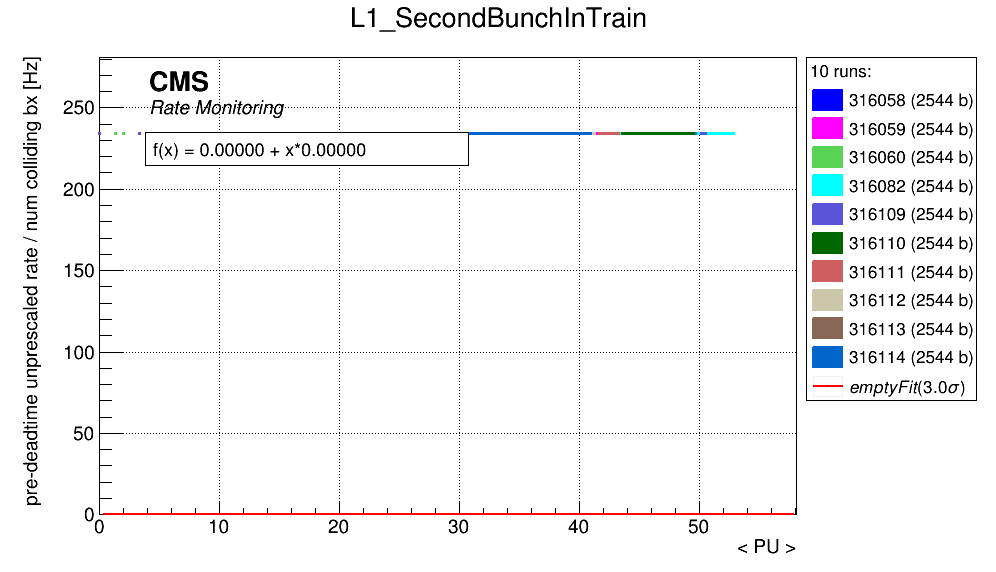 L1_SecondBunchInTrain
pre-deadtime unprescaled rate / num colliding bx [Hz]
CMS
Rate Monitoring
f(x) = 0.00000 + x*0.00000
250
200
150
100
50
0
0 10 20 30 40 50
< PU >
10 runs:
316058 (2544 b)
316059 (2544 b)
316060 (2544 b)
316082 (2544 b)
316109 (2544 b)
316110 (2544 b)
316111 (2544 b)
316112 (2544 b)
316113 (2544 b)
316114 (2544 b)
emptyFit(3.0σ)